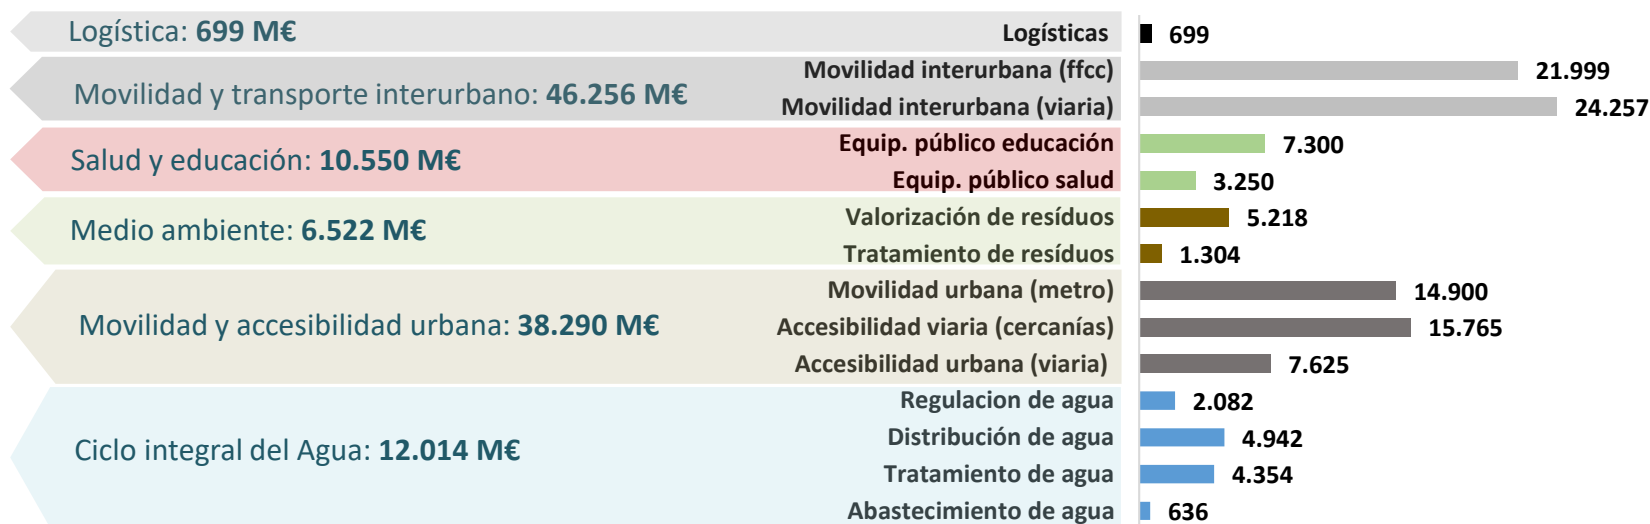 Logística: 699 M€
Logísticas 699
Movilidad y transporte interurbano: 46.256 M€
Movilidad interurbana (ffcc) 21.999
Movilidad interurbana (viaria) 24.257
Salud y educación: 10.550 M€
Equip. público educación 7.300
Equip. público salud 3.250
Medio ambiente: 6.522 M€
Valorización de resíduos 5.218
Tratamiento de resíduos 1.304
Movilidad y accesibilidad urbana: 38.290 M€
Movilidad urbana (metro) 14.900
Accesibilidad viaria (cercanías) 15.765
Accesibilidad urbana (viaria) 7.625
Ciclo integral del Agua: 12.014 M€
Regulacion de agua 2.082
Distribución de agua 4.942
Tratamiento de agua 4.354
Abastecimiento de agua 636